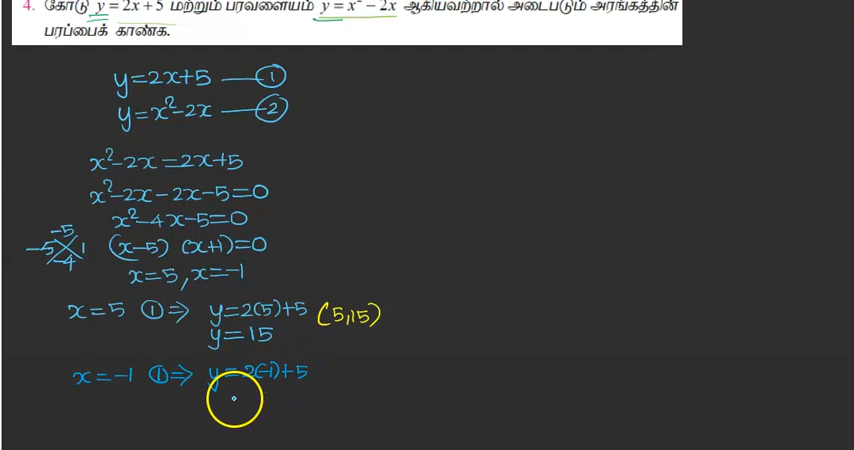 4. கோடு y = 2x + 5 மற்றும் பரவளையம் y = x² – 2x ஆகியவற்றால் அடைபடும் அரங்கத்தின்
பரப்பைக் காண்க.
y=2x+5 —— ①
y=x²-2x —— ②
x²-2x=2x+5
x²-2x-2x-5=0
x²-4x-5=0
-5
-5 1 (x-5) (x+1)=0
-4
x=5, x=-1
x=5 ①⇒ y=2(5)+5 (5,15)
y=15
x=-1 ①⇒ y=2(-1)+5